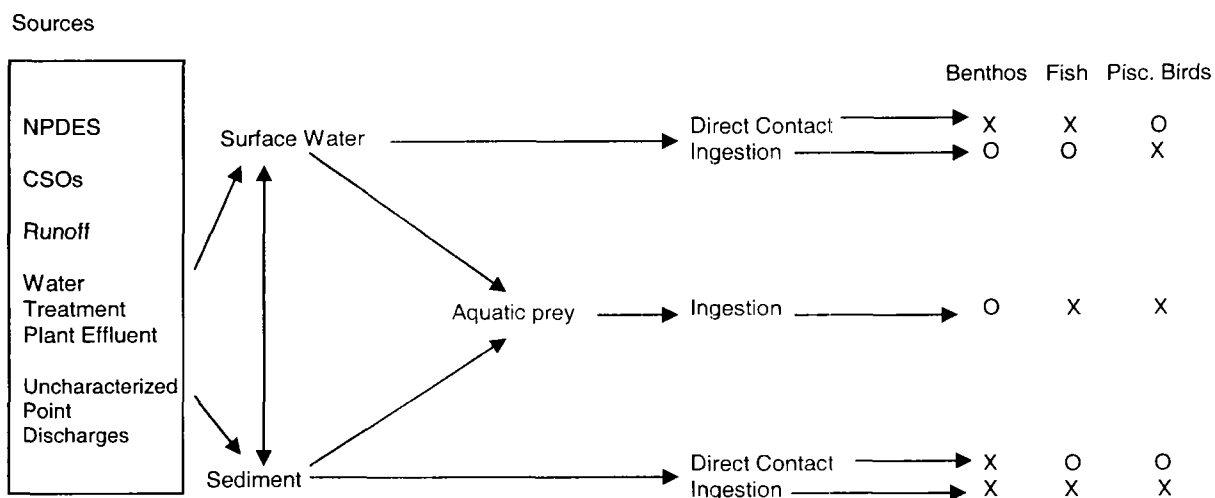 Sources
Benthos Fish Pisc. Birds
NPDES
CSOs
Runoff
Water
Treatment
Plant Effluent
Uncharacterized
Point
Discharges
Surface Water
Direct Contact X X O
Ingestion O O X
Aquatic prey
Ingestion O X X
Sediment
Direct Contact X O O
Ingestion X X X